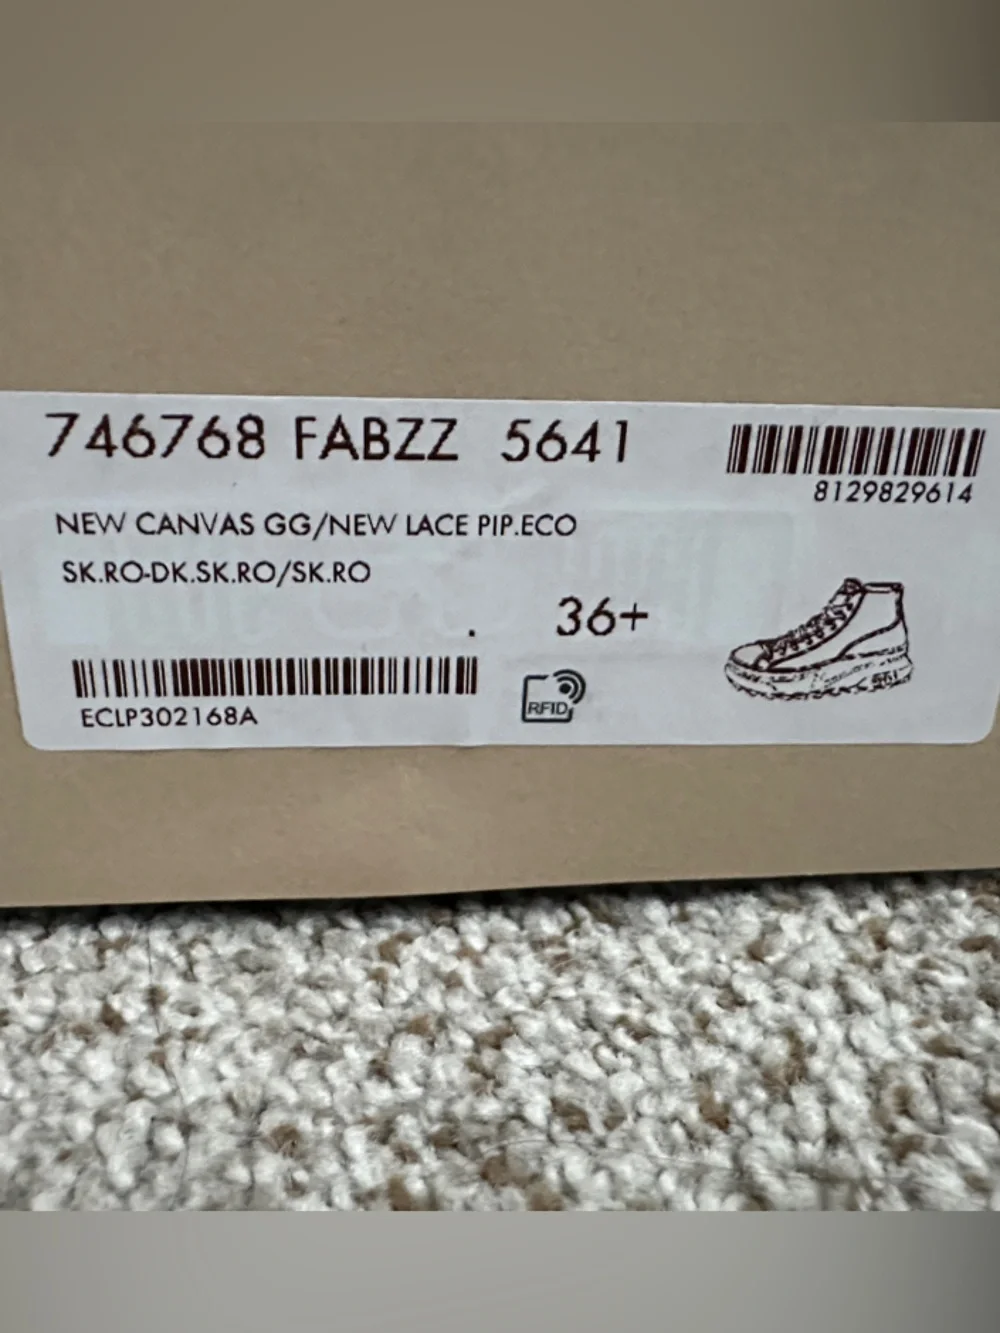 746768 FABZZ 5641
8129829614
NEW CANVAS GG/NEW LACE PIP.ECO
SK.RO-DK.SK.RO/SK.RO
. 36+
ECLP302168A
RFID